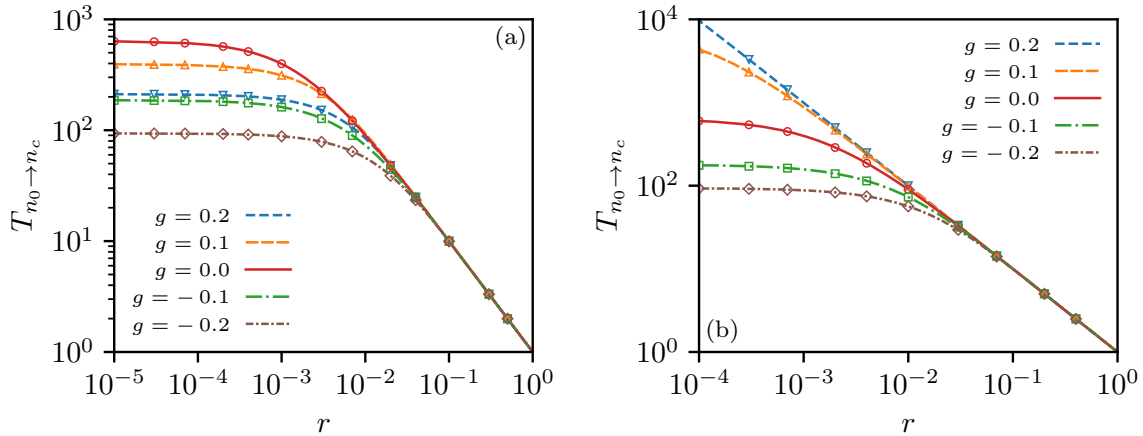 (a)
T_{n_0→n_c}
10^3
10^2
10^1
10^0
g = 0.2
g = 0.1
g = 0.0
g = −0.1
g = −0.2
10^{-5} 10^{-4} 10^{-3} 10^{-2} 10^{-1} 10^0
r
T_{n_0→n_c}
10^4
10^2
10^0
g = 0.2
g = 0.1
g = 0.0
g = −0.1
g = −0.2
(b)
10^{-4} 10^{-3} 10^{-2} 10^{-1} 10^0
r